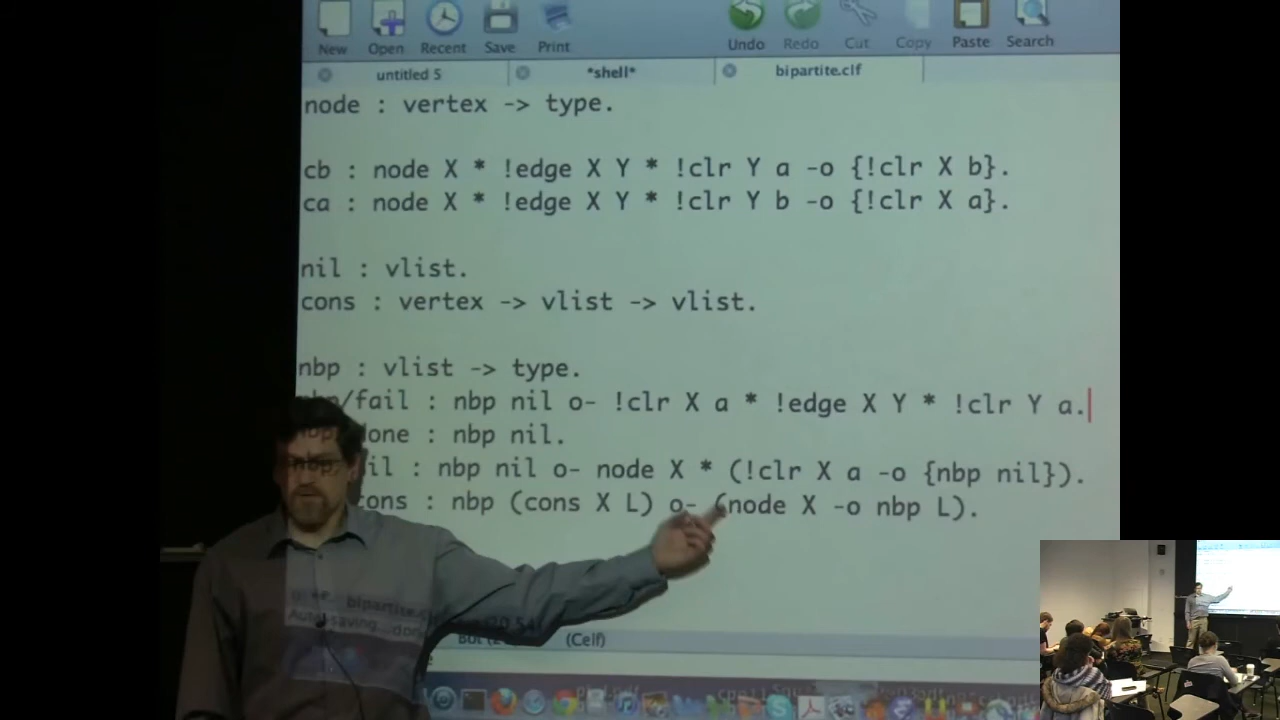 New Open Recent Save Print Undo Redo Cut Copy Paste Search
untitled 5 *shell* bipartite.clf
node : vertex -> type.
cb : node X * !edge X Y * !clr Y a -o {!clr X b}.
ca : node X * !edge X Y * !clr Y b -o {!clr X a}.
nil : vlist.
cons : vertex -> vlist -> vlist.
nbp : vlist -> type.
/fail : nbp nil o- !clr X a * !edge X Y * !clr Y a.
done : nbp nil.
il : nbp nil o- node X * (!clr X a -o {nbp nil}).
cons : nbp (cons X L) o- (node X -o nbp L).
Auto-saving...done
(Celf)